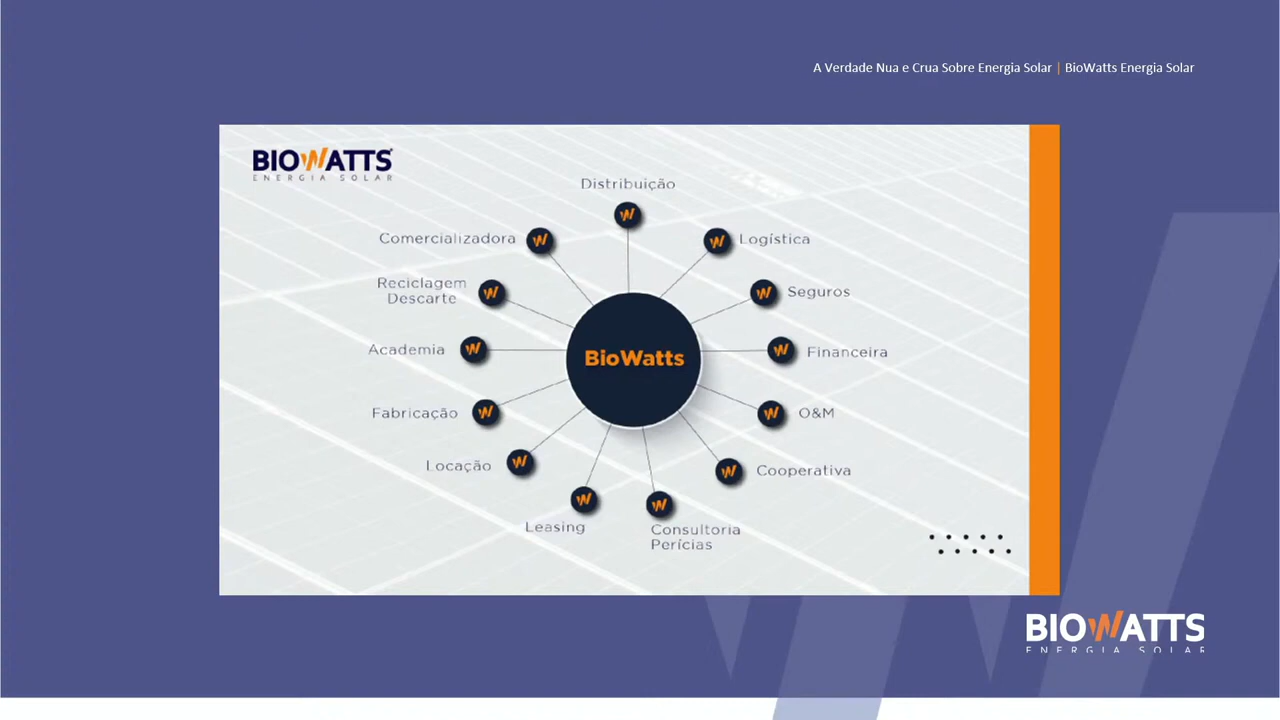 A Verdade Nua e Crua Sobre Energia Solar | BioWatts Energia Solar
BIOWATTS
ENERGIA SOLAR
Distribuição
Comercializadora
Logística
Reciclagem
Descarte
Seguros
Academia
BioWatts
Financeira
Fabricação
O&M
Locação
Cooperativa
Leasing
Consultoria
Perícias
BIOWATTS
ENERGIA SOLAR